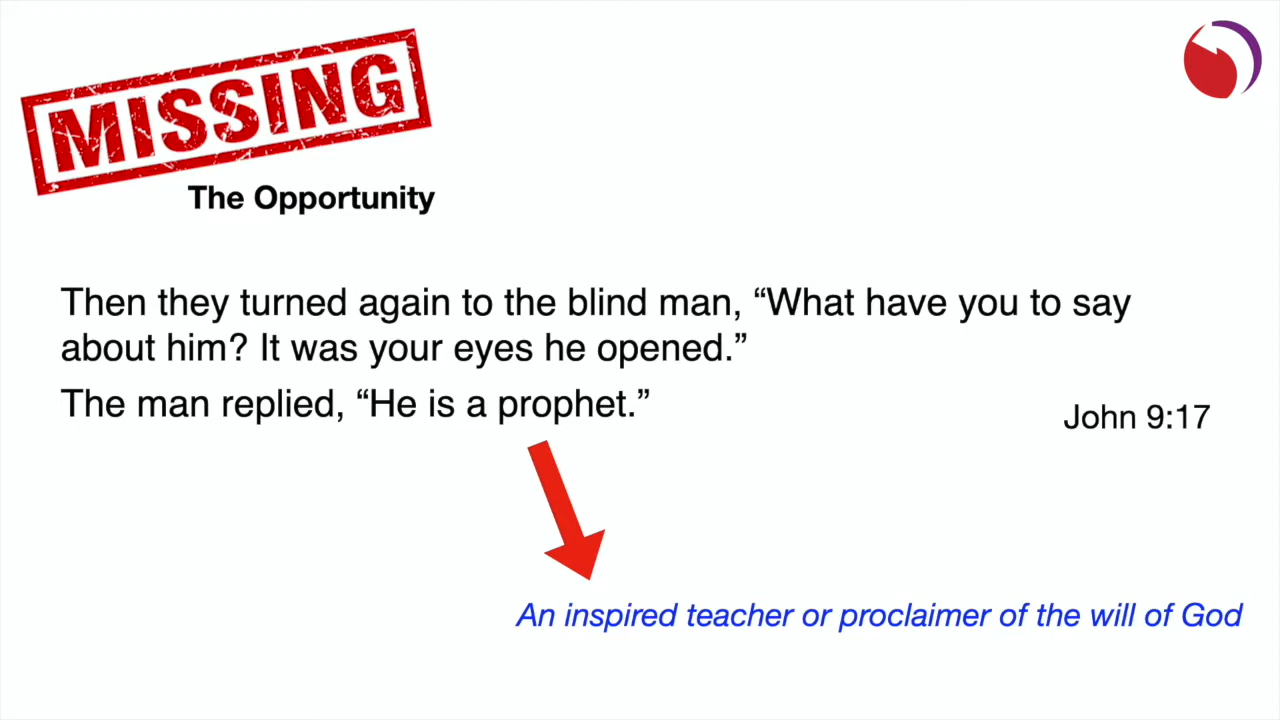 MISSING
The Opportunity
Then they turned again to the blind man, “What have you to say
about him? It was your eyes he opened.”
The man replied, “He is a prophet.”
John 9:17
An inspired teacher or proclaimer of the will of God